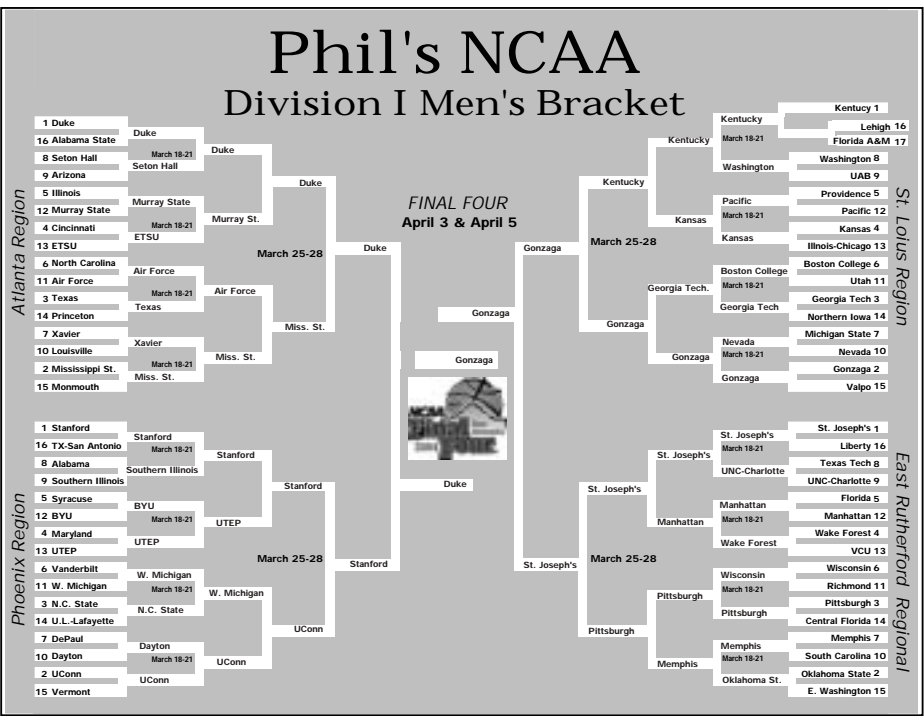 Phil's NCAA
Division I Men's Bracket
Atlanta Region
1 Duke
16 Alabama State
8 Seton Hall
9 Arizona
5 Illinois
12 Murray State
4 Cincinnati
13 ETSU
6 North Carolina
11 Air Force
3 Texas
14 Princeton
7 Xavier
10 Louisville
2 Mississippi St.
15 Monmouth
Duke
March 18-21
Seton Hall
Murray State
March 18-21
ETSU
Air Force
March 18-21
Texas
Xavier
March 18-21
Miss. St.
Duke
Murray St.
Air Force
Miss. St.
Duke
March 25-28
Miss. St.
Duke
Phoenix Region
1 Stanford
16 TX-San Antonio
8 Alabama
9 Southern Illinois
5 Syracuse
12 BYU
4 Maryland
13 UTEP
6 Vanderbilt
11 W. Michigan
3 N.C. State
14 U.L.-Lafayette
7 DePaul
10 Dayton
2 UConn
15 Vermont
Stanford
March 18-21
Southern Illinois
BYU
March 18-21
UTEP
W. Michigan
March 18-21
N.C. State
Dayton
March 18-21
UConn
Stanford
UTEP
W. Michigan
UConn
Stanford
March 25-28
UConn
Stanford
FINAL FOUR
April 3 & April 5
Gonzaga
Gonzaga
NCAA
Final
Four
Duke
Gonzaga
Kentucky
March 25-28
Gonzaga
Kentucky
Kansas
Georgia Tech.
Gonzaga
Kentucky
March 18-21
Washington
Pacific
March 18-21
Kansas
Boston College
March 18-21
Georgia Tech
Nevada
March 18-21
Gonzaga
Kentucy 1
Lehigh 16
Florida A&M 17
Washington 8
UAB 9
Providence 5
Pacific 12
Kansas 4
Illnois-Chicago 13
Boston College 6
Utah 11
Georgia Tech 3
Northern Iowa 14
Michigan State 7
Nevada 10
Gonzaga 2
Valpo 15
St. Loius Region
St. Joseph's
St. Joseph's
March 25-28
Pittsburgh
St. Joseph's
Manhattan
Pittsburgh
Memphis
St. Joseph's
March 18-21
UNC-Charlotte
Manhattan
March 18-21
Wake Forest
Wisconsin
March 18-21
Pittsburgh
Memphis
March 18-21
Oklahoma St.
St. Joseph's 1
Liberty 16
Texas Tech 8
UNC-Charlotte 9
Florida 5
Manhattan 12
Wake Forest 4
VCU 13
Wisconsin 6
Richmond 11
Pittsburgh 3
Central Florida 14
Memphis 7
South Carolina 10
Oklahoma State 2
E. Washington 15
East Rutherford Regional